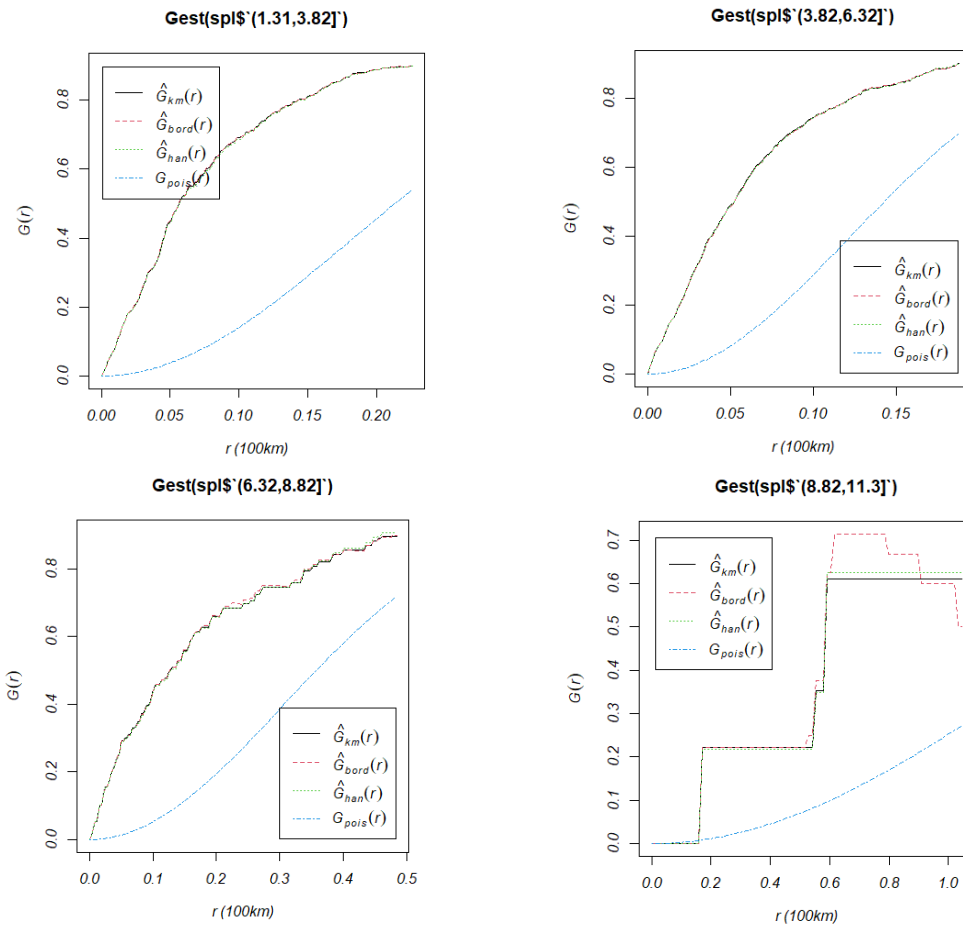 Gest(spl$`(1.31,3.82]`)
G(r)
0.0 0.2 0.4 0.6 0.8
Ĝkm(r)
Ĝbord(r)
Ĝhan(r)
Gpois(r)
0.00 0.05 0.10 0.15 0.20
r (100km)
Gest(spl$`(3.82,6.32]`)
G(r)
0.0 0.2 0.4 0.6 0.8
Ĝkm(r)
Ĝbord(r)
Ĝhan(r)
Gpois(r)
0.00 0.05 0.10 0.15
r (100km)
Gest(spl$`(6.32,8.82]`)
G(r)
0.0 0.2 0.4 0.6 0.8
Ĝkm(r)
Ĝbord(r)
Ĝhan(r)
Gpois(r)
0.0 0.1 0.2 0.3 0.4 0.5
r (100km)
Gest(spl$`(8.82,11.3]`)
G(r)
0.0 0.1 0.2 0.3 0.4 0.5 0.6 0.7
Ĝkm(r)
Ĝbord(r)
Ĝhan(r)
Gpois(r)
0.0 0.2 0.4 0.6 0.8 1.0
r (100km)